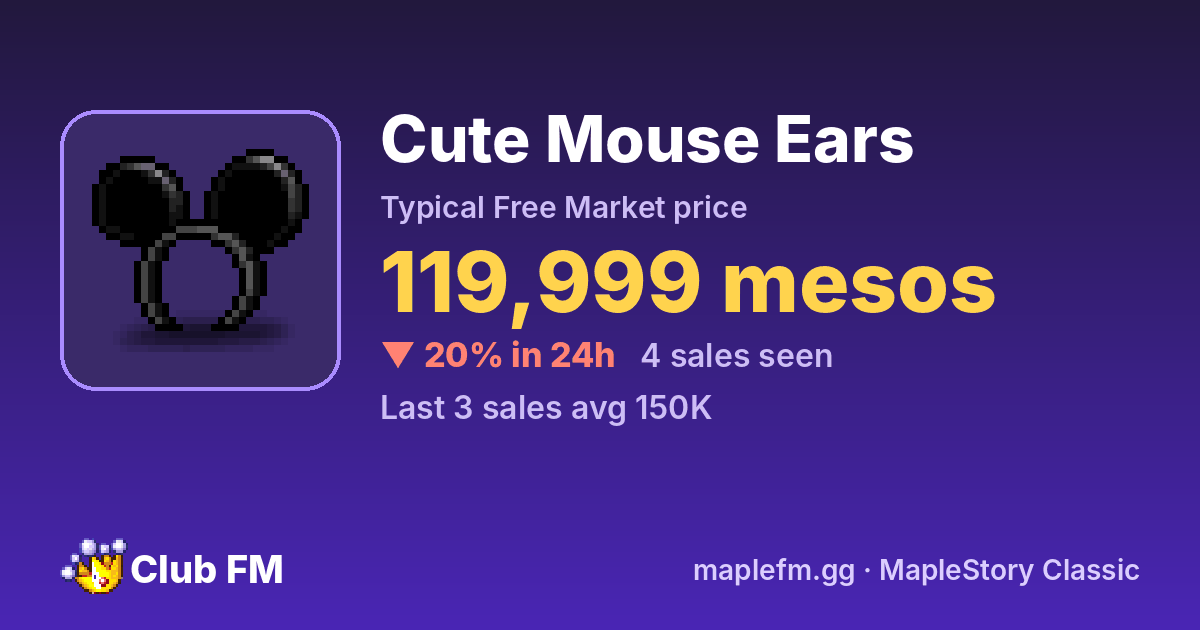 Cute Mouse Ears
Typical Free Market price
119,999 mesos
▼ 20% in 24h 4 sales seen
Last 3 sales avg 150K
Club FM
maplefm.gg · MapleStory Classic